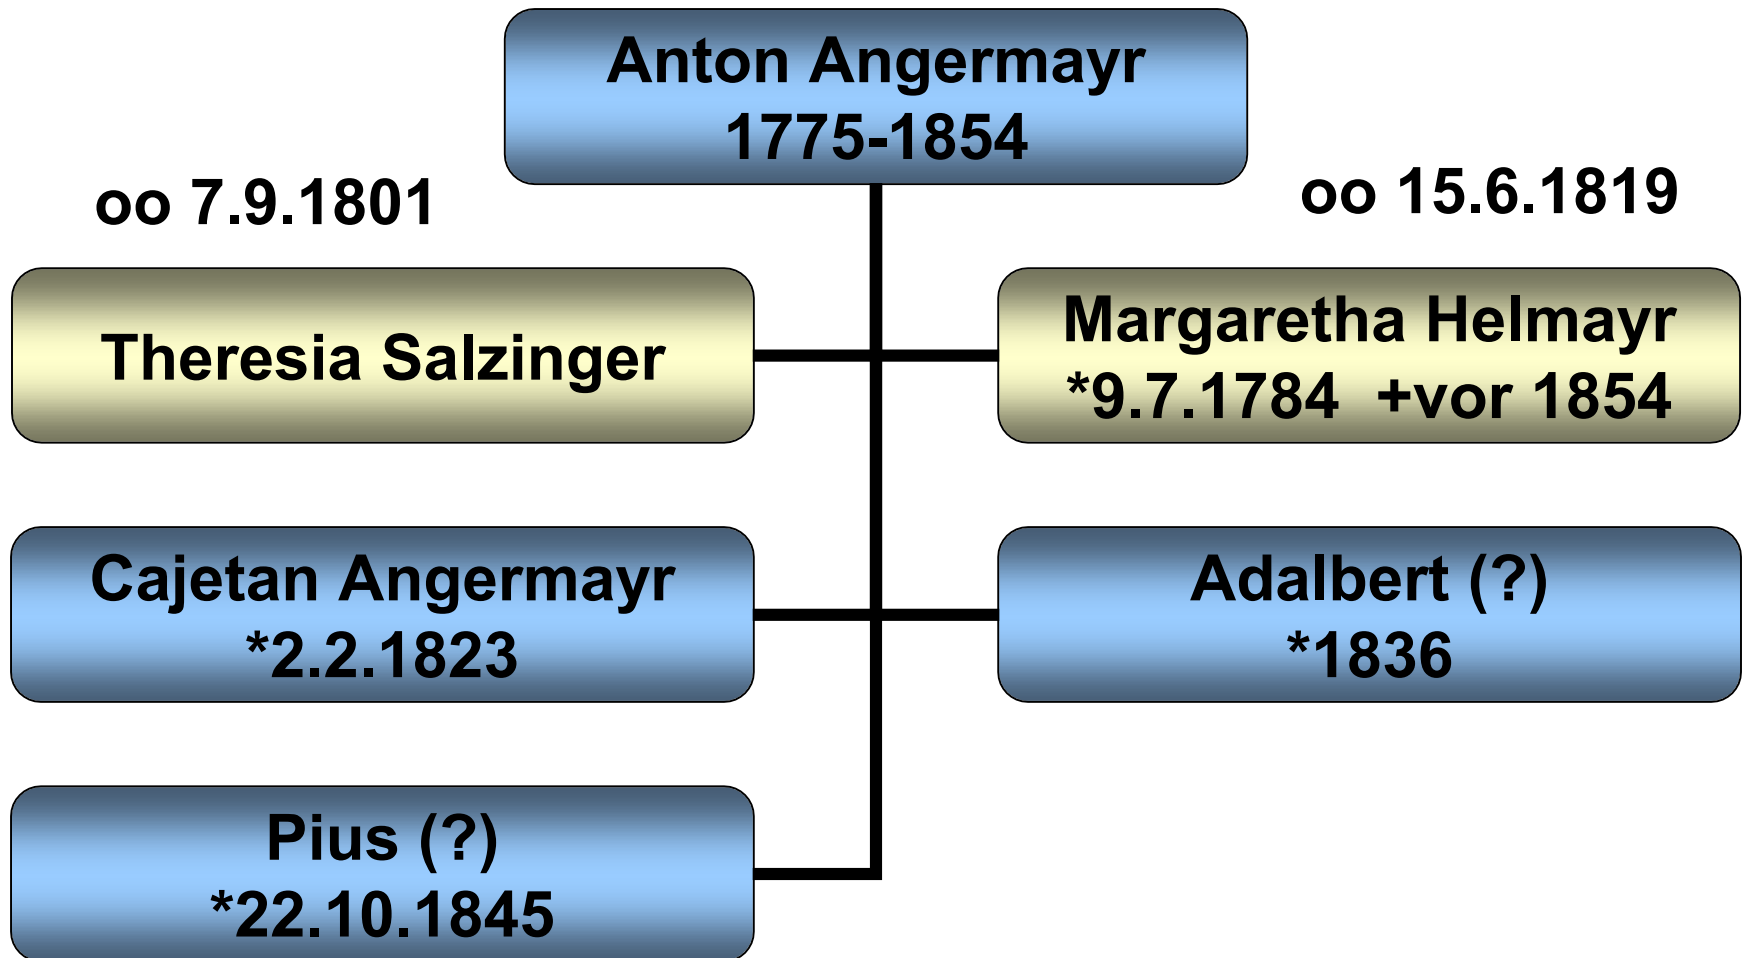 Anton Angermayr
1775-1854
oo 7.9.1801
oo 15.6.1819
Theresia Salzinger
Margaretha Helmayr
*9.7.1784  +vor 1854
Cajetan Angermayr
*2.2.1823
Adalbert (?)
*1836
Pius (?)
*22.10.1845